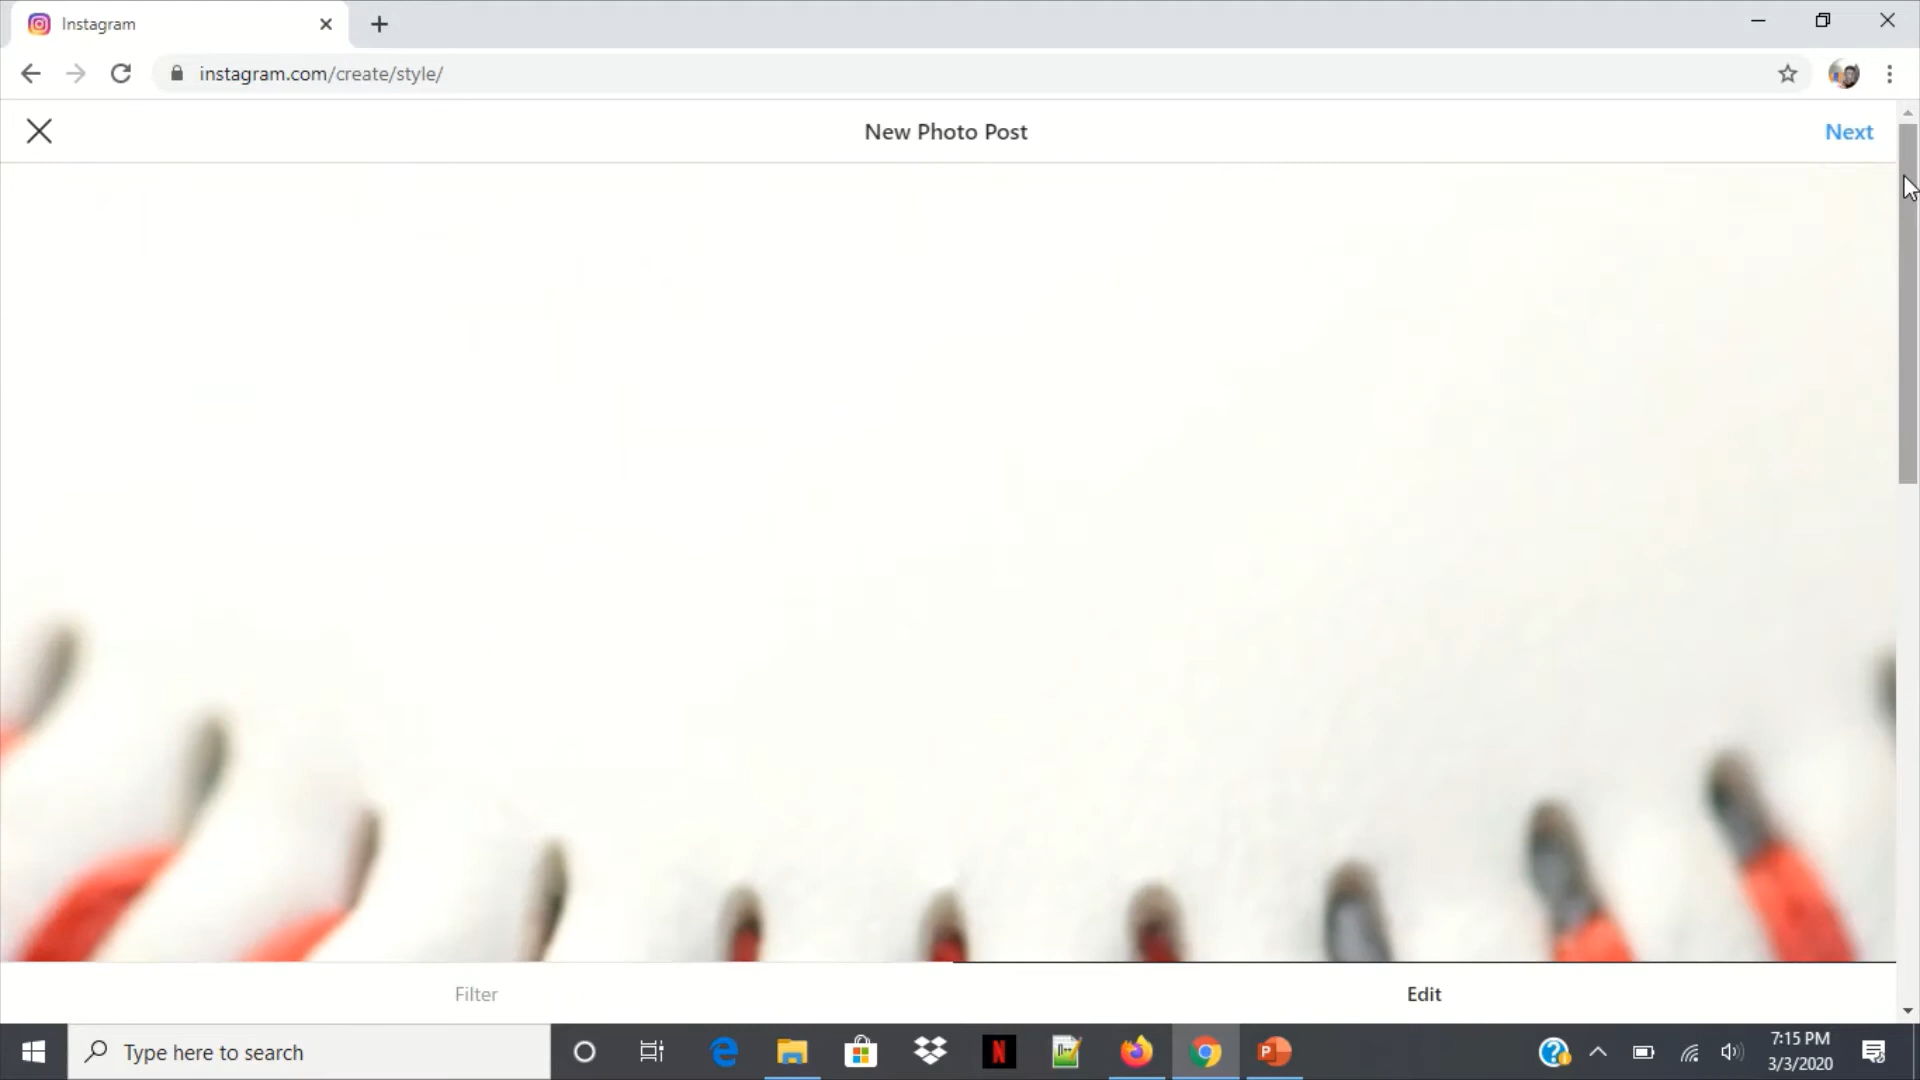 Instagram
instagram.com/create/style/
New Photo Post
Next
Filter
Edit
Type here to search
7:15 PM
3/3/2020